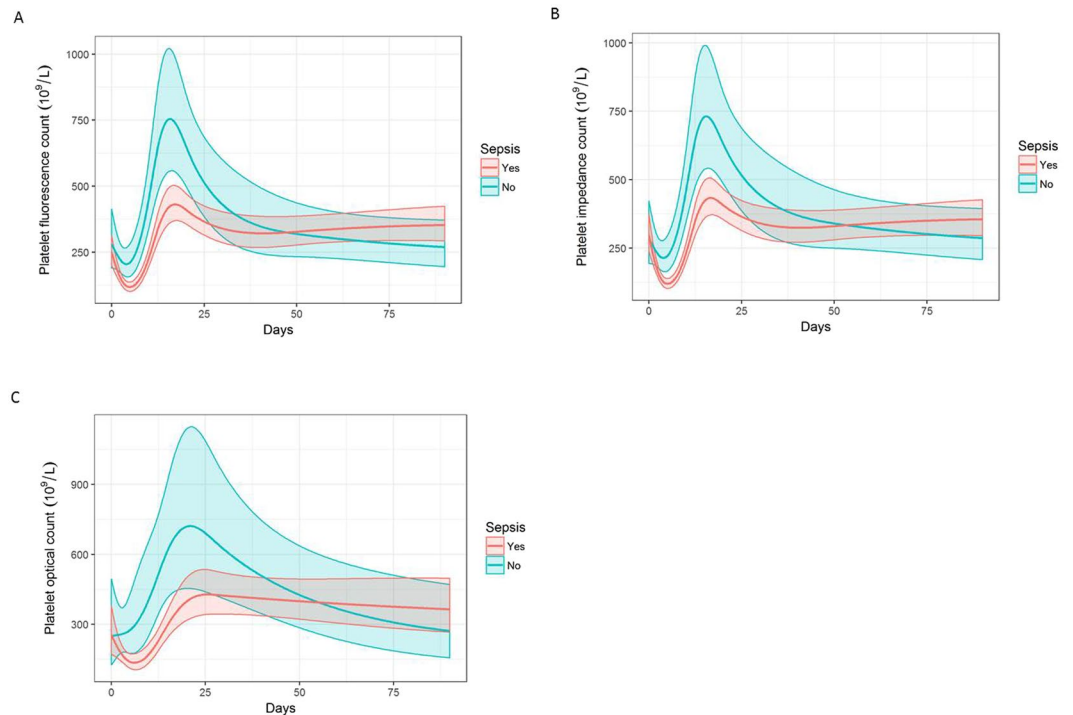 A
1000
750
500
250
0
25
50
75
Platelet fluorescence count (10⁹/L)
Days
Sepsis
Yes
No
B
1000
750
500
250
0
25
50
75
Platelet impedance count (10⁹/L)
Days
Sepsis
Yes
No
C
900
600
300
0
25
50
75
Platelet optical count (10⁹/L)
Days
Sepsis
Yes
No